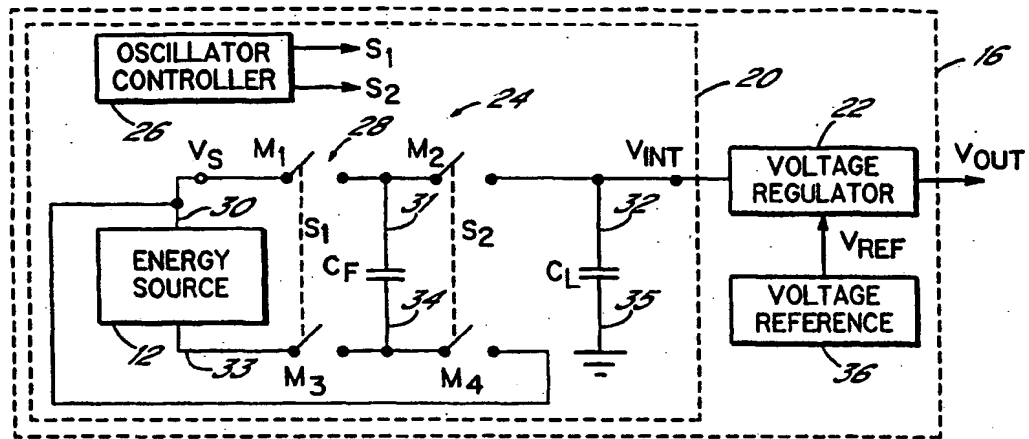 OSCILLATOR
CONTROLLER
S1
S2
26
28
24
20
16
VS
M1
M2
VINT
22
VOLTAGE
REGULATOR
VOUT
30
31
32
S1
S2
ENERGY
SOURCE
CF
CL
VREF
34
35
VOLTAGE
REFERENCE
12
33
M3
M4
36